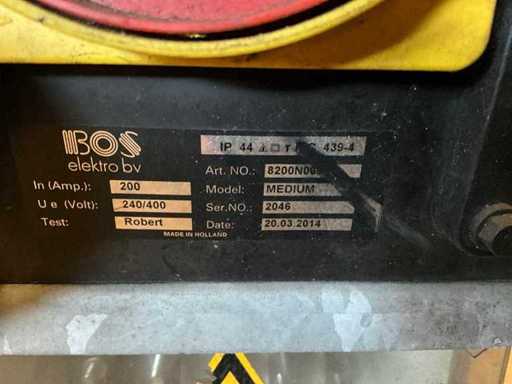 BOS
elektro bv
IP 44 439-4
Art. NO.:
In (Amp.): 200
Model: MEDIUM
U e (Volt): 240/400
Ser.NO.: 2046
Test: Robert
Date: 20.03.2014
MADE IN HOLLAND